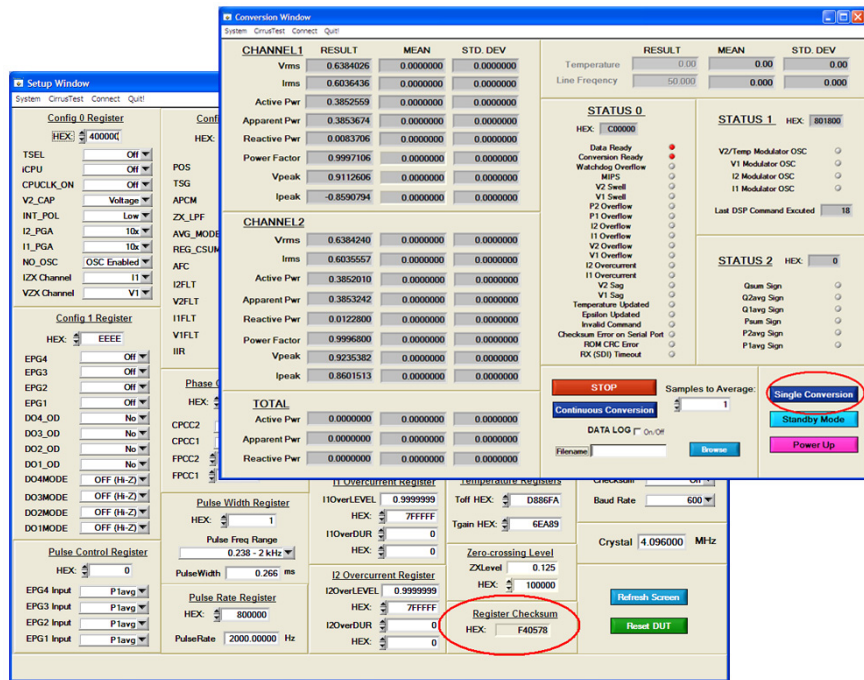 Conversion Window
System CirrusTest Connect Quit!
CHANNEL1 RESULT MEAN STD. DEV
Vrms 0.6384026 0.0000000 0.0000000
Irms 0.6036436 0.0000000 0.0000000
Active Pwr 0.3852559 0.0000000 0.0000000
Apparent Pwr 0.3853674 0.0000000 0.0000000
Reactive Pwr 0.0083706 0.0000000 0.0000000
Power Factor 0.9997106 0.0000000 0.0000000
Vpeak 0.9112606 0.0000000 0.0000000
Ipeak -0.8590794 0.0000000 0.0000000
CHANNEL2
Vrms 0.6384240 0.0000000 0.0000000
Irms 0.6035557 0.0000000 0.0000000
Active Pwr 0.3852010 0.0000000 0.0000000
Apparent Pwr 0.3853242 0.0000000 0.0000000
Reactive Pwr 0.0122800 0.0000000 0.0000000
Power Factor 0.9996800 0.0000000 0.0000000
Vpeak 0.9235382 0.0000000 0.0000000
Ipeak 0.8601513 0.0000000 0.0000000
TOTAL
Active Pwr 0.0000000 0.0000000 0.0000000
Apparent Pwr 0.0000000 0.0000000 0.0000000
Reactive Pwr 0.0000000 0.0000000 0.0000000
RESULT MEAN STD. DEV
Temperature 0.00 0.00 0.00
Line Freqency 50.000 0.000 0.000
STATUS 0
HEX: C00000
Data Ready
Conversion Ready
Watchdog Overflow
MIPS
V2 Swell
V1 Swell
P2 Overflow
P1 Overflow
I2 Overflow
I1 Overflow
V2 Overflow
V1 Overflow
I2 Overcurrent
I1 Overcurrent
V2 Sag
V1 Sag
Temperature Updated
Epsilon Updated
Invalid Command
Checksum Error on Serial Port
ROM CRC Error
RX (SDI) Timeout
STATUS 1 HEX: 801800
V2/Temp Modulator OSC
V1 Modulator OSC
I2 Modulator OSC
I1 Modulator OSC
Last DSP Command Excuted 18
STATUS 2 HEX: 0
Qsum Sign
Q2avg Sign
Q1avg Sign
Psum Sign
P2avg Sign
P1avg Sign
STOP
Continuous Conversion
Samples to Average:
1
DATA LOG On/Off
Filename Browse
Single Conversion
Standby Mode
Power Up
Setup Window
System CirrusTest Connect Quit!
Config 0 Register
HEX: 400000
TSEL Off
iCPU Off
CPUCLK_ON Off
V2_CAP Voltage
INT_POL Low
I2_PGA 10x
I1_PGA 10x
NO_OSC OSC Enabled
IZX Channel I1
VZX Channel V1
Config 1 Register
HEX: EEEE
EPG4 Off
EPG3 Off
EPG2 Off
EPG1 Off
DO4_OD No
DO3_OD No
DO2_OD No
DO1_OD No
DO4MODE OFF (Hi-Z)
DO3MODE OFF (Hi-Z)
DO2MODE OFF (Hi-Z)
DO1MODE OFF (Hi-Z)
Pulse Control Register
HEX: 0
EPG4 Input P1avg
EPG3 Input P1avg
EPG2 Input P1avg
EPG1 Input P1avg
HEX:
POS
TSG
APCM
ZX_LPF
AVG_MODE
REG_CSUM
AFC
I2FLT
V2FLT
I1FLT
V1FLT
IIR
HEX:
CPCC2
CPCC1
FPCC2
FPCC1
Pulse Width Register
HEX: 1
Pulse Freq Range
0.238 - 2 kHz
PulseWidth 0.266 ms
Pulse Rate Register
HEX: 800000
PulseRate 2000.00000 Hz
I1 Overcurrent Register
I1OverLEVEL 0.9999999
HEX: 7FFFFF
I1OverDUR 0
HEX: 0
I2 Overcurrent Register
I2OverLEVEL 0.9999999
HEX: 7FFFFF
I2OverDUR 0
HEX: 0
Temperature Registers
Toff HEX: D886FA
Tgain HEX: 6EA89
Zero-crossing Level
ZXLevel 0.125
HEX: 100000
Register Checksum
HEX: F40578
Checksum
Baud Rate 600
Crystal 4.096000 MHz
Refresh Screen
Reset DUT